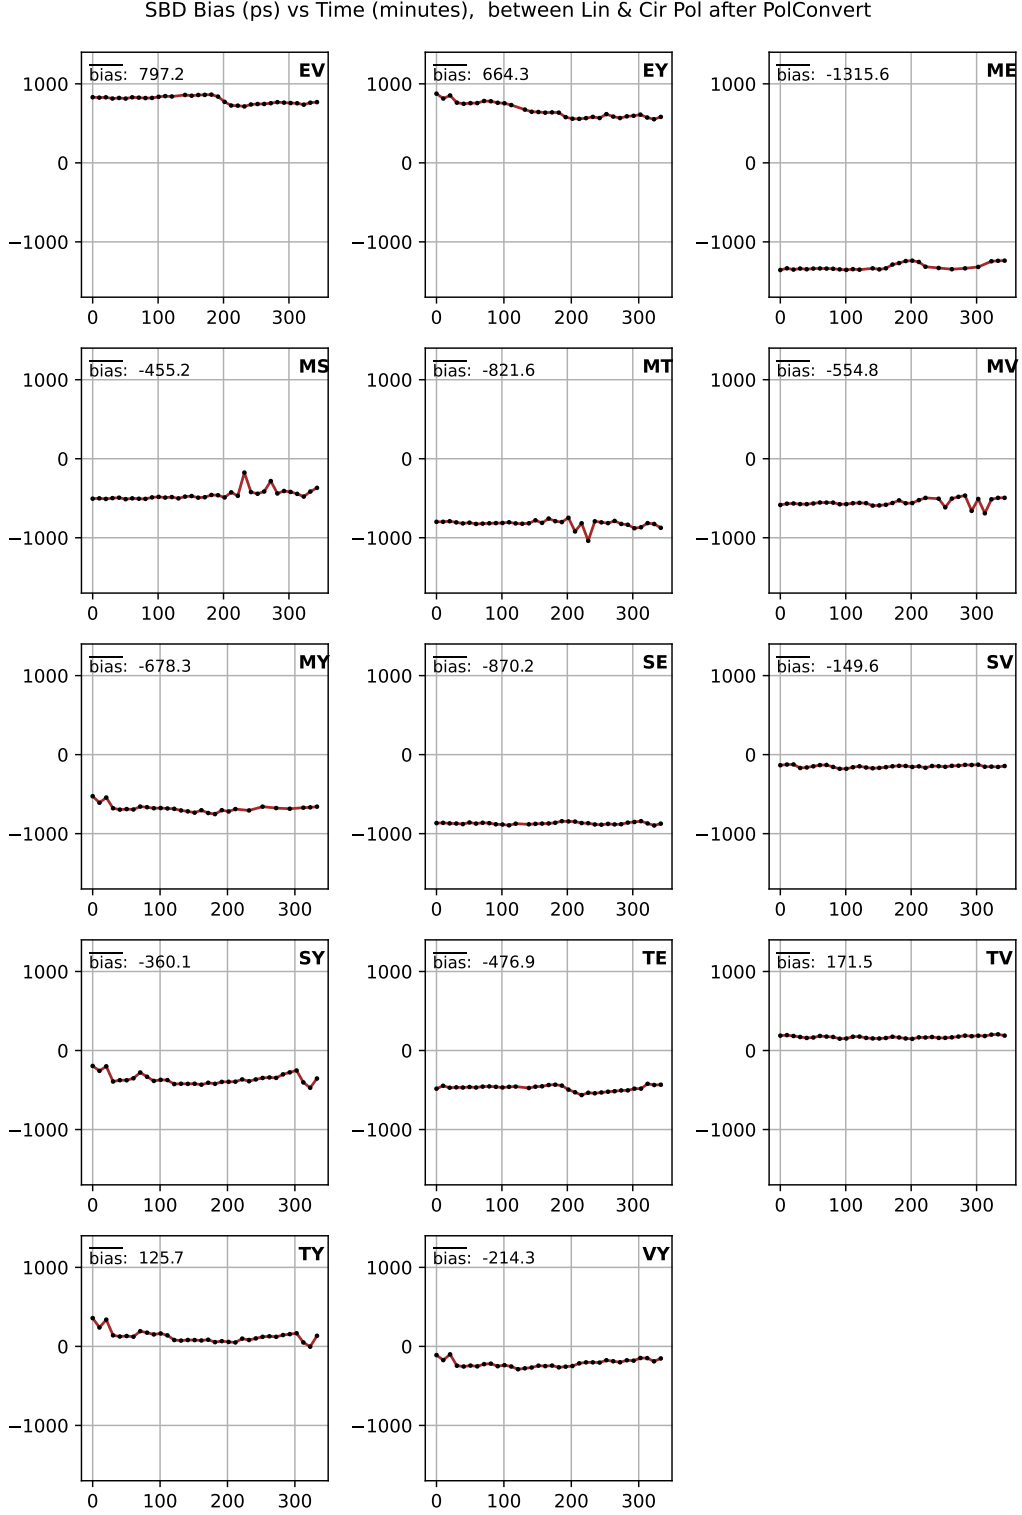 SBD Bias (ps) vs Time (minutes),  between Lin & Cir Pol after PolConvert
bias: 797.2 EV
1000
0
−1000
0 100 200 300
bias: 664.3 EY
1000
0
−1000
0 100 200 300
bias: -1315.6 ME
1000
0
−1000
0 100 200 300
bias: -455.2 MS
1000
0
−1000
0 100 200 300
bias: -821.6 MT
1000
0
−1000
0 100 200 300
bias: -554.8 MV
1000
0
−1000
0 100 200 300
bias: -678.3 MY
1000
0
−1000
0 100 200 300
bias: -870.2 SE
1000
0
−1000
0 100 200 300
bias: -149.6 SV
1000
0
−1000
0 100 200 300
bias: -360.1 SY
1000
0
−1000
0 100 200 300
bias: -476.9 TE
1000
0
−1000
0 100 200 300
bias: 171.5 TV
1000
0
−1000
0 100 200 300
bias: 125.7 TY
1000
0
−1000
0 100 200 300
bias: -214.3 VY
1000
0
−1000
0 100 200 300